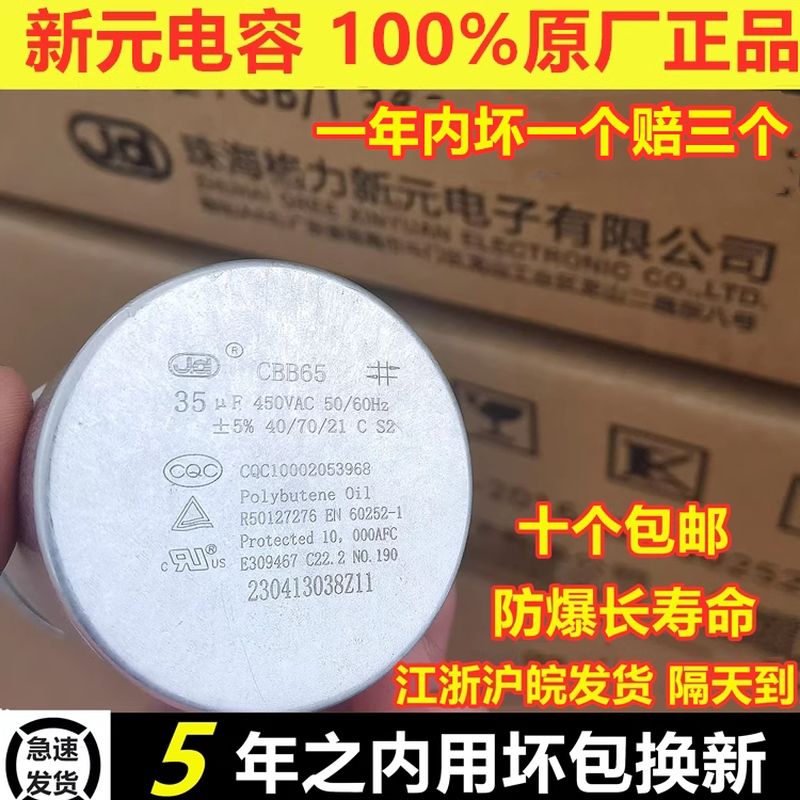 新元电容 100%原厂正品
一年内坏一个赔三个
珠海格力新元电子有限公司
ZHUHAI GREE XINYUAN ELECTRONIC CO.,LTD.
Jd ® CBB65
35 μF 450VAC 50/60Hz
±5% 40/70/21 C S2
CQC CQC10002053968
Polybutene Oil
R50127276 EN 60252-1
Protected 10,000AFC
c RU ® US E309467 C22.2 NO.190
230413038Z11
十个包邮
防爆长寿命
江浙沪皖发货 隔天到
急速
发货
5年之内用坏包换新